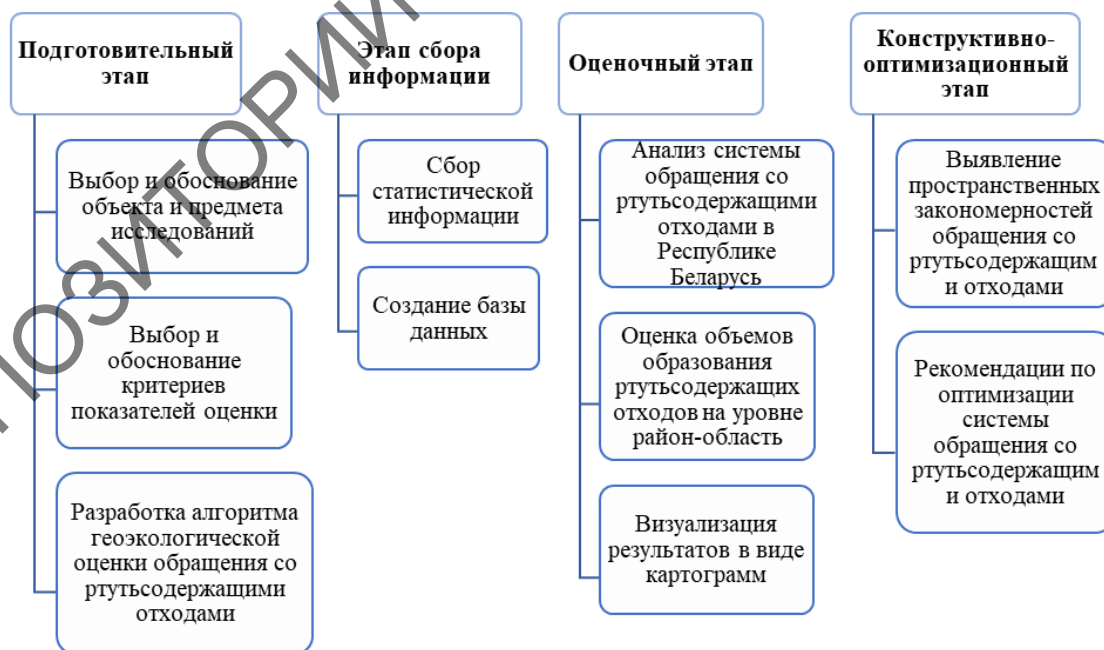 Подготовительный
этап
Выбор и обоснование
объекта и предмета
исследований
Выбор и
обоснование
критериев
показателей оценки
Разработка алгоритма
геоэкологической
оценки обращения со
ртутьсодержащими
отходами
Этап сбора
информации
Сбор
статистической
информации
Создание базы
данных
Оценочный этап
Анализ системы
обращения со
ртутьсодержащими
отходами в
Республике
Беларусь
Оценка объемов
образования
ртутьсодержащих
отходов на уровне
район-область
Визуализация
результатов в виде
картограмм
Конструктивно-
оптимизационный
этап
Выявление
пространственных
закономерностей
обращения со
ртутьсодержащим
и отходами
Рекомендации по
оптимизации
системы
обращения со
ртутьсодержащим
и отходами